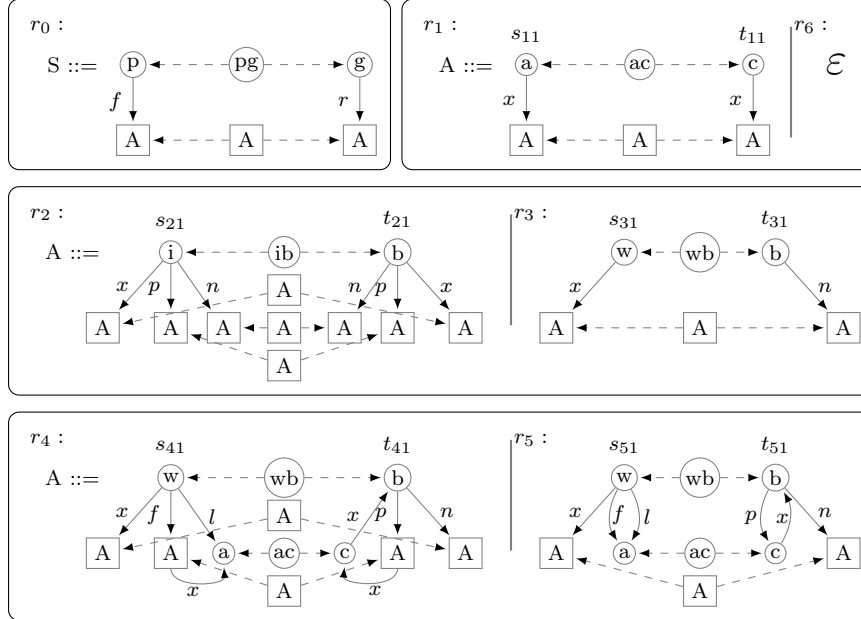 r0 : r1 : r6 :
s11 t11
S ::= p pg g A ::= a ac c ε
f r x x
A A A A A A
r2 : r3 :
s21 t21 s31 t31
A ::= i ib b w wb b
x p n A n p x x n
A A A A A A A A A A
A
r4 : r5 :
s41 t41 s51 t51
A ::= w wb b w wb b
x f l A x p n x f l p x n
A A a ac c A A A a ac c A
x A x A